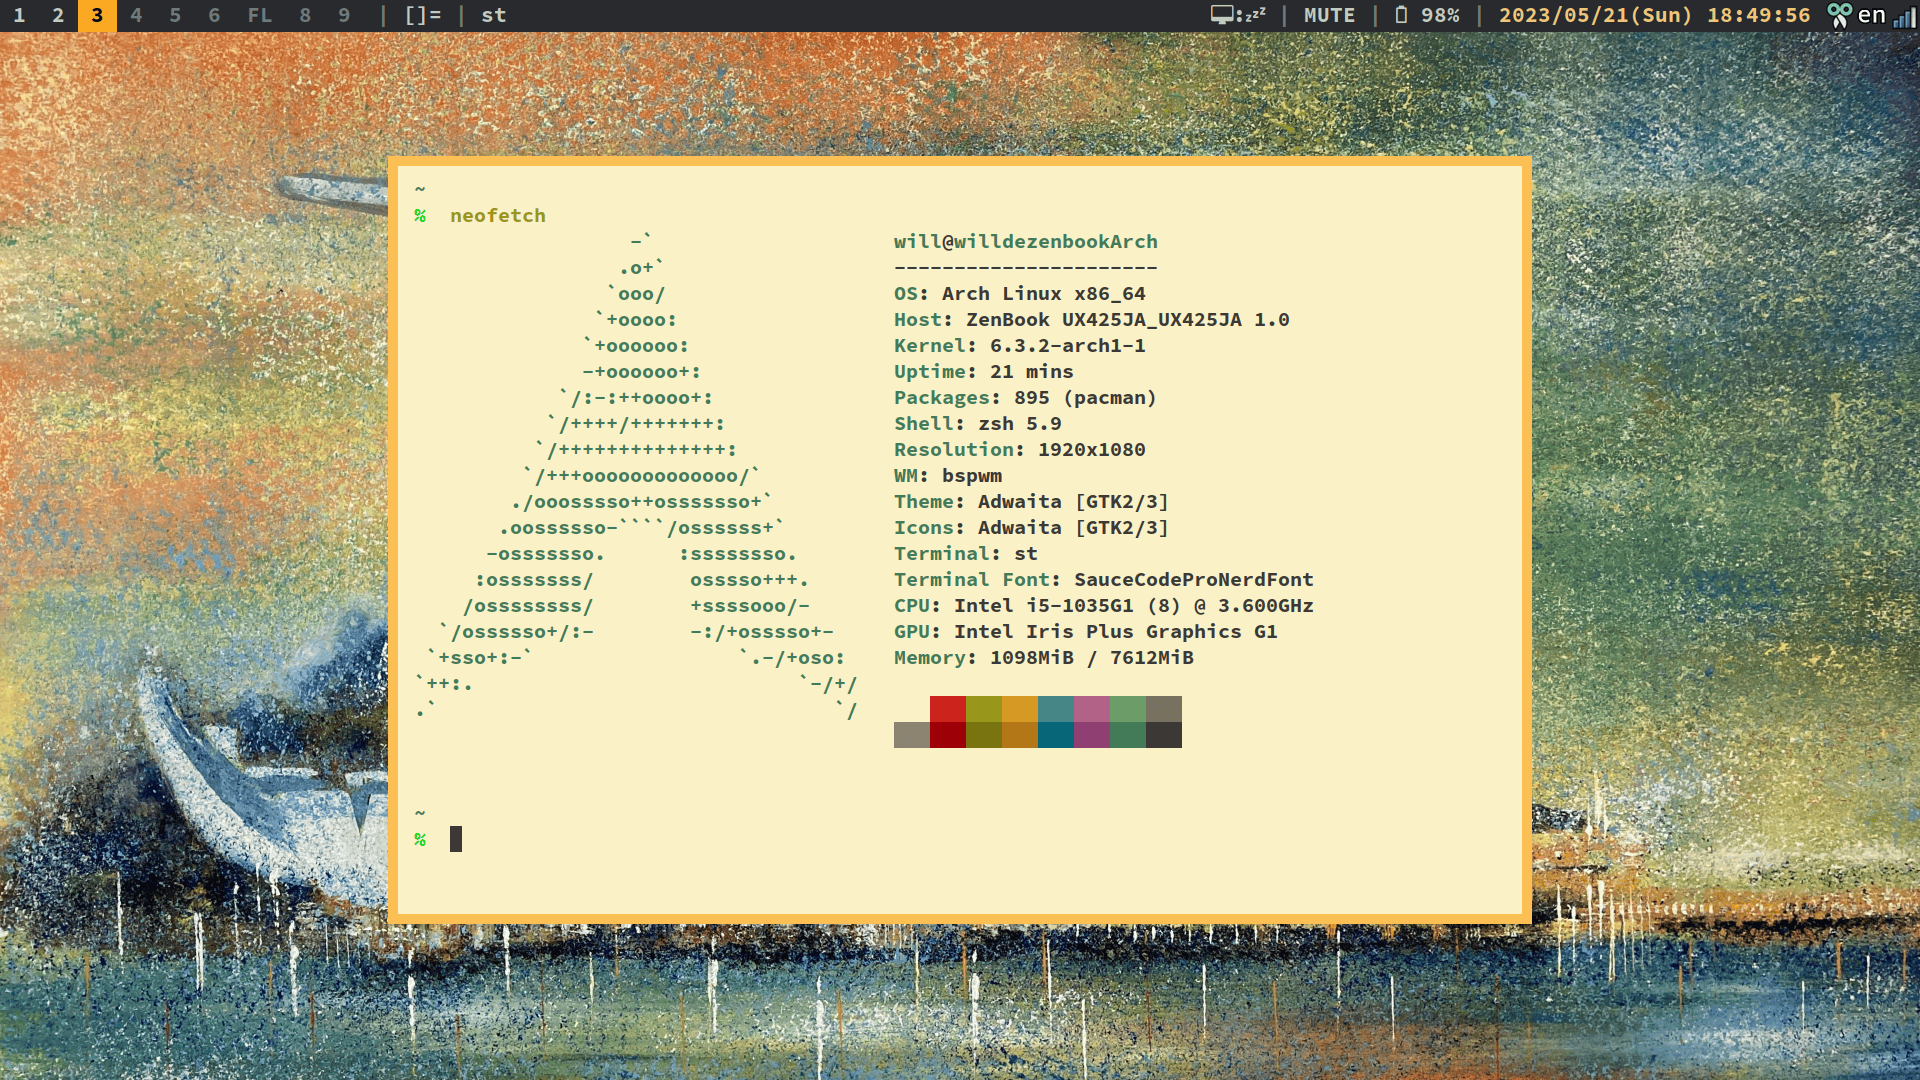 1 2 3 4 5 6 FL 8 9 | []= | st :zzz | MUTE | 98% | 2023/05/21(Sun) 18:49:56 en
~
% neofetch
                  -`                    will@willdezenbookArch
                 .o+`                   ----------------------
                `ooo/                   OS: Arch Linux x86_64
               `+oooo:                  Host: ZenBook UX425JA_UX425JA 1.0
              `+oooooo:                 Kernel: 6.3.2-arch1-1
              -+oooooo+:                Uptime: 21 mins
            `/:-:++oooo+:               Packages: 895 (pacman)
           `/++++/+++++++:              Shell: zsh 5.9
          `/++++++++++++++:             Resolution: 1920x1080
         `/+++ooooooooooooo/`           WM: bspwm
        ./ooosssso++osssssso+`          Theme: Adwaita [GTK2/3]
       .oossssso-````/ossssss+`         Icons: Adwaita [GTK2/3]
      -osssssso.      :ssssssso.        Terminal: st
     :osssssss/        osssso+++.       Terminal Font: SauceCodeProNerdFont
    /ossssssss/        +ssssooo/-       CPU: Intel i5-1035G1 (8) @ 3.600GHz
  `/ossssso+/:-        -:/+osssso+-     GPU: Intel Iris Plus Graphics G1
 `+sso+:-`                 `.-/+oso:    Memory: 1098MiB / 7612MiB
`++:.                           `-/+/
.`                                 `/
~
%